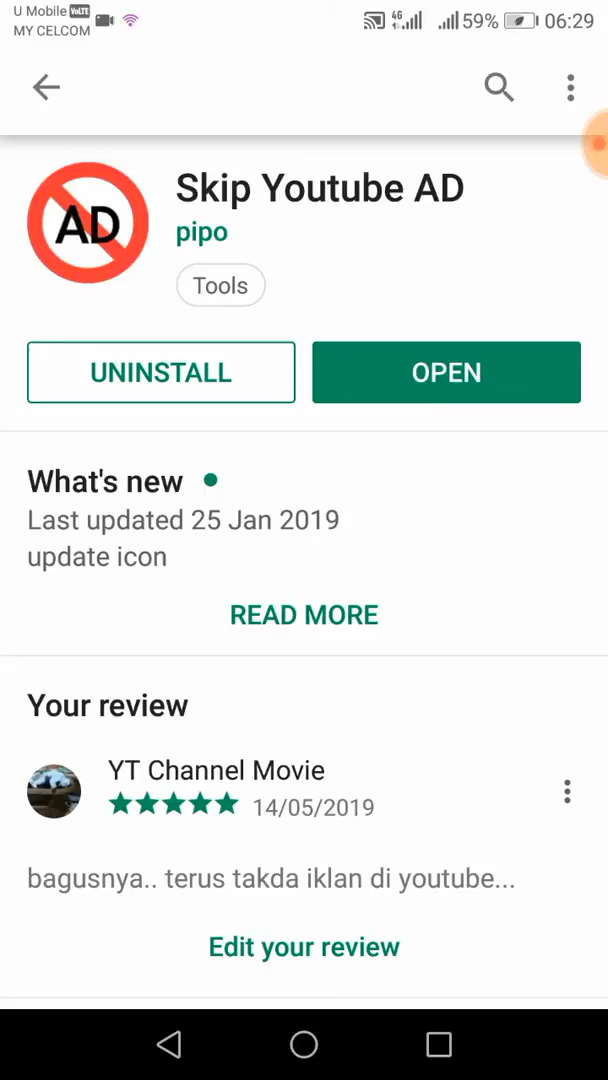 U Mobile VoLTE
MY CELCOM
4G
59%
06:29
Skip Youtube AD
AD
pipo
Tools
UNINSTALL
OPEN
What's new
Last updated 25 Jan 2019
update icon
READ MORE
Your review
YT Channel Movie
14/05/2019
bagusnya.. terus takda iklan di youtube...
Edit your review